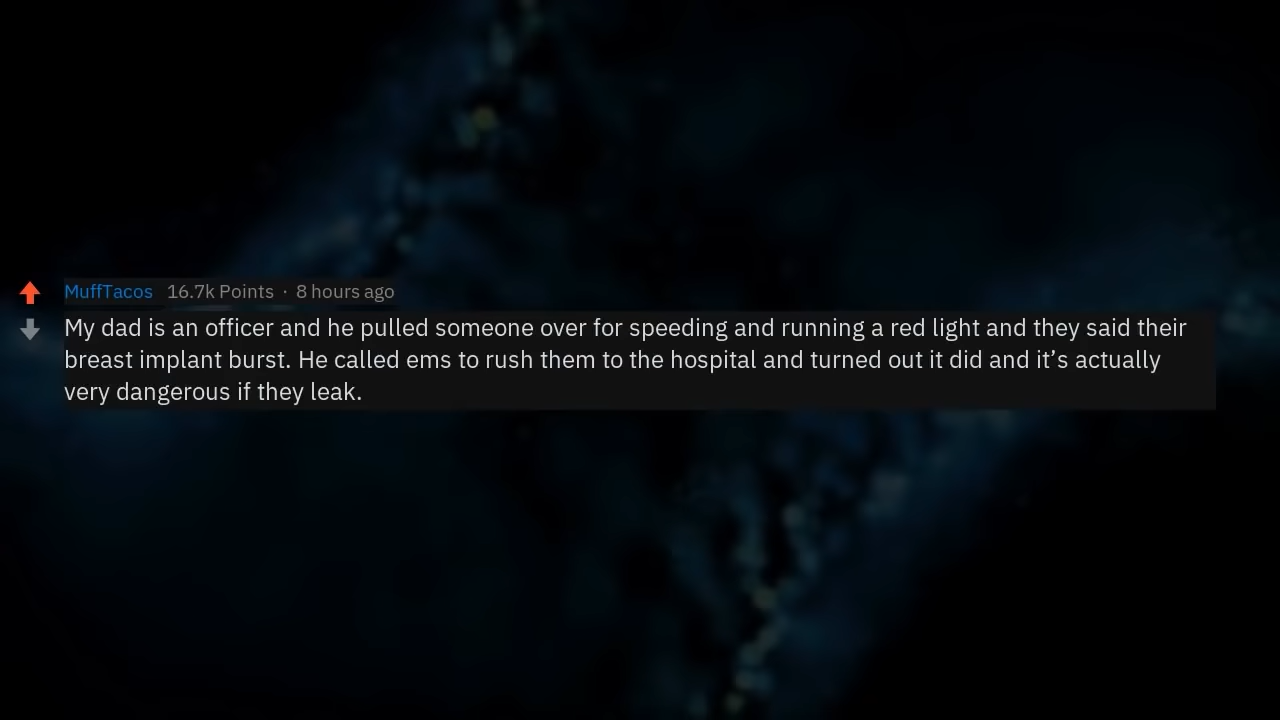 MuffTacos 16.7k Points · 8 hours ago
My dad is an officer and he pulled someone over for speeding and running a red light and they said their
breast implant burst. He called ems to rush them to the hospital and turned out it did and it’s actually
very dangerous if they leak.